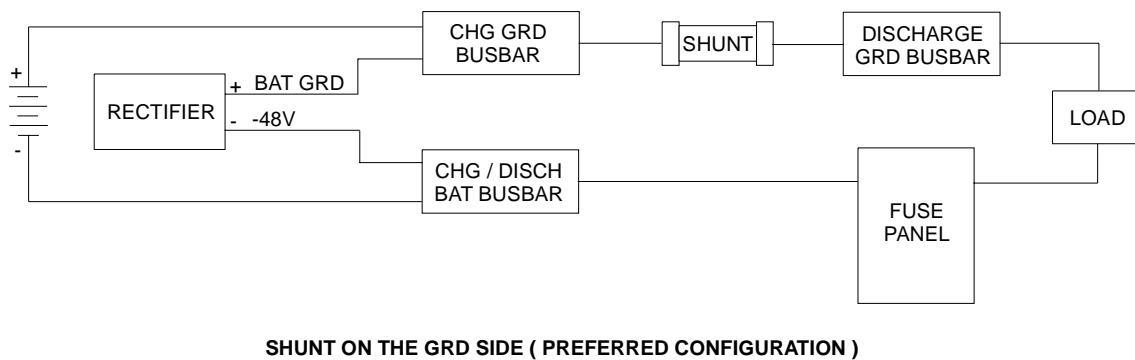 CHG GRD
BUSBAR
SHUNT
DISCHARGE
GRD BUSBAR
+
RECTIFIER
+ BAT GRD
- -48V
LOAD
-
CHG / DISCH
BAT BUSBAR
FUSE
PANEL
SHUNT ON THE GRD SIDE ( PREFERRED CONFIGURATION )